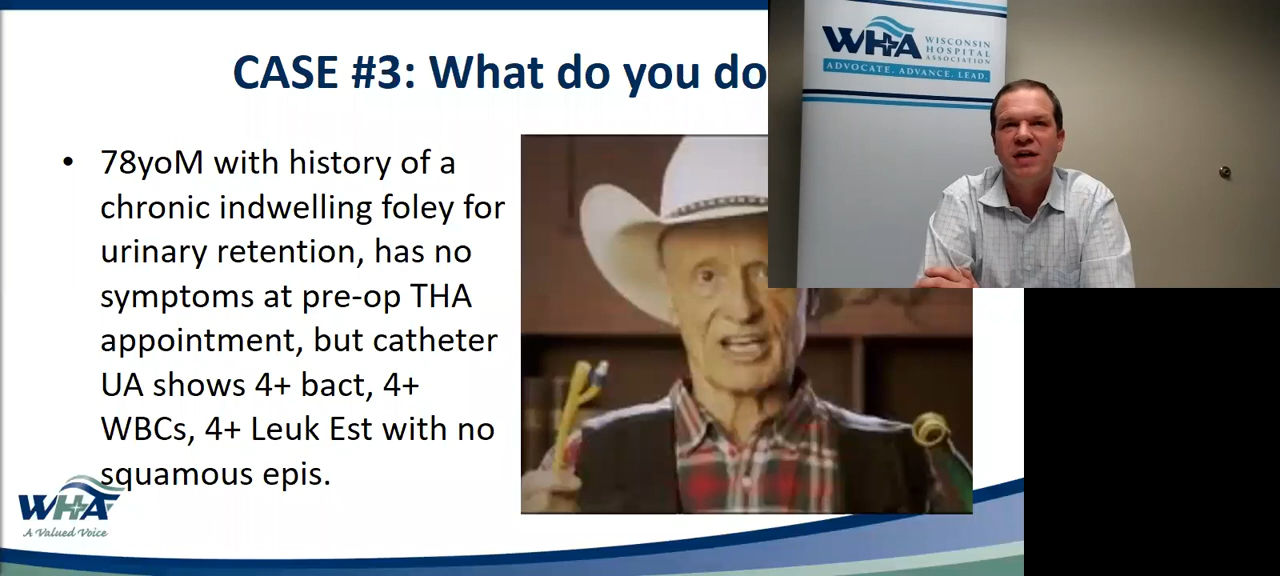 CASE #3: What do you do
• 78yoM with history of a
chronic indwelling foley for
urinary retention, has no
symptoms at pre-op THA
appointment, but catheter
UA shows 4+ bact, 4+
WBCs, 4+ Leuk Est with no
squamous epis.
WHA
A Valued Voice
WHA
WISCONSIN
HOSPITAL
ASSOCIATION
ADVOCATE. ADVANCE. LEAD.